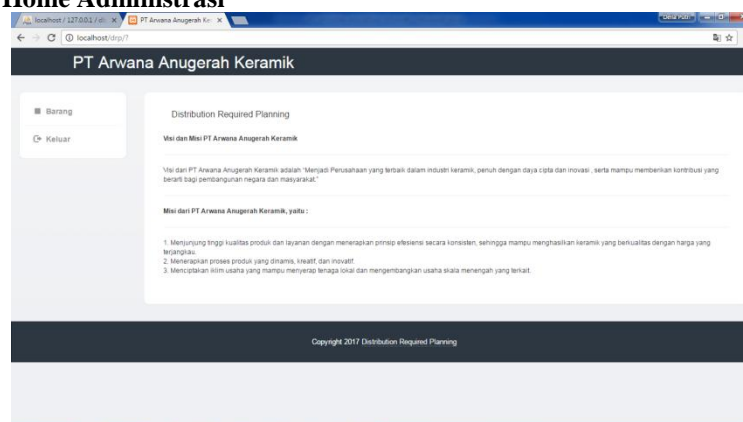 Home Administrasi
localhost / 127.0.0.1 / d
PT Arwana Anugerah Ker
localhost/drp/?
PT Arwana Anugerah Keramik
Barang
Keluar
Distribution Required Planning
Visi dan Misi PT Arwana Anugerah Keramik
Visi dari PT Arwana Anugerah Keramik adalah "Menjadi Perusahaan yang terbaik dalam industri keramik, penuh dengan daya cipta dan inovasi , serta mampu memberikan kontribusi yang
berarti bagi pembangunan negara dan masyarakat."
Misi dari PT Arwana Anugerah Keramik, yaitu :
1. Menjunjung tinggi kualitas produk dan layanan dengan menerapkan prinsip efesiensi secara konsisten, sehingga mampu menghasilkan keramik yang berkualitas dengan harga yang
terjangkau.
2. Menerapkan proses produk yang dinamis, kreatif, dan inovatif.
3. Menciptakan iklim usaha yang mampu menyerap tenaga lokal dan mengembangkan usaha skala menengah yang terkait.
Copyright 2017 Distribution Required Planning